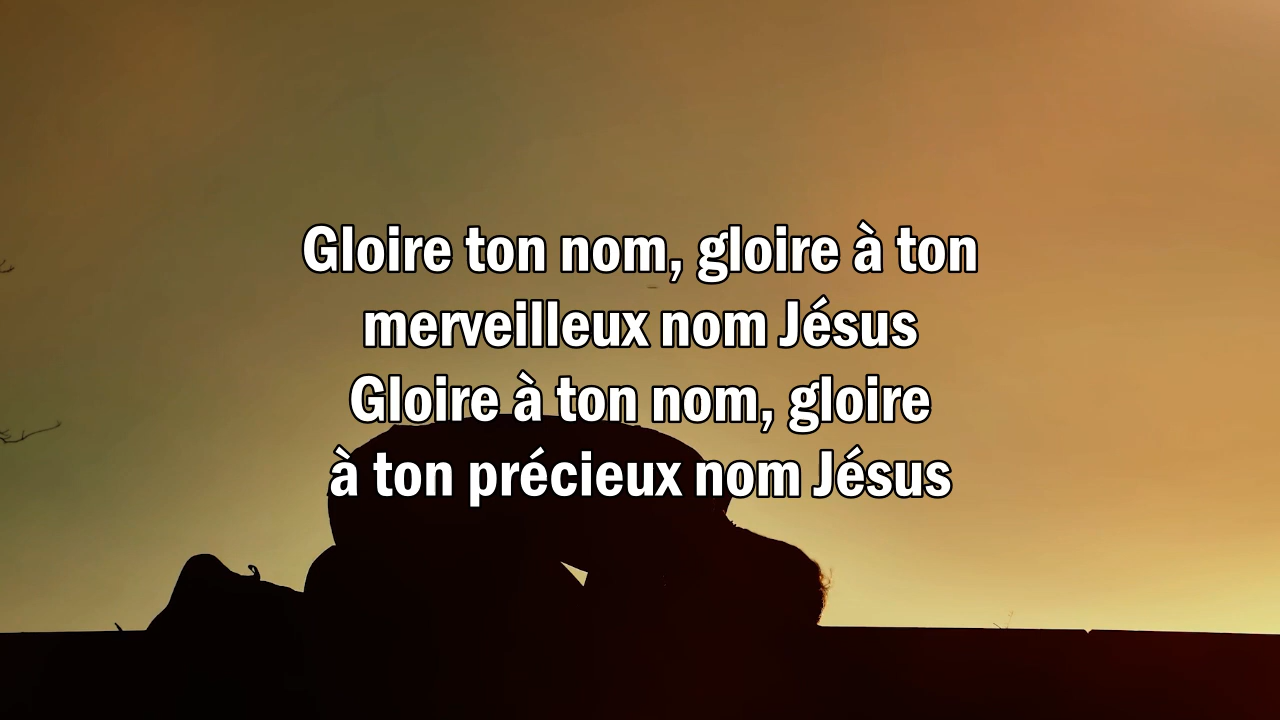 Gloire ton nom, gloire à ton
merveilleux nom Jésus
Gloire à ton nom, gloire
à ton précieux nom Jésus